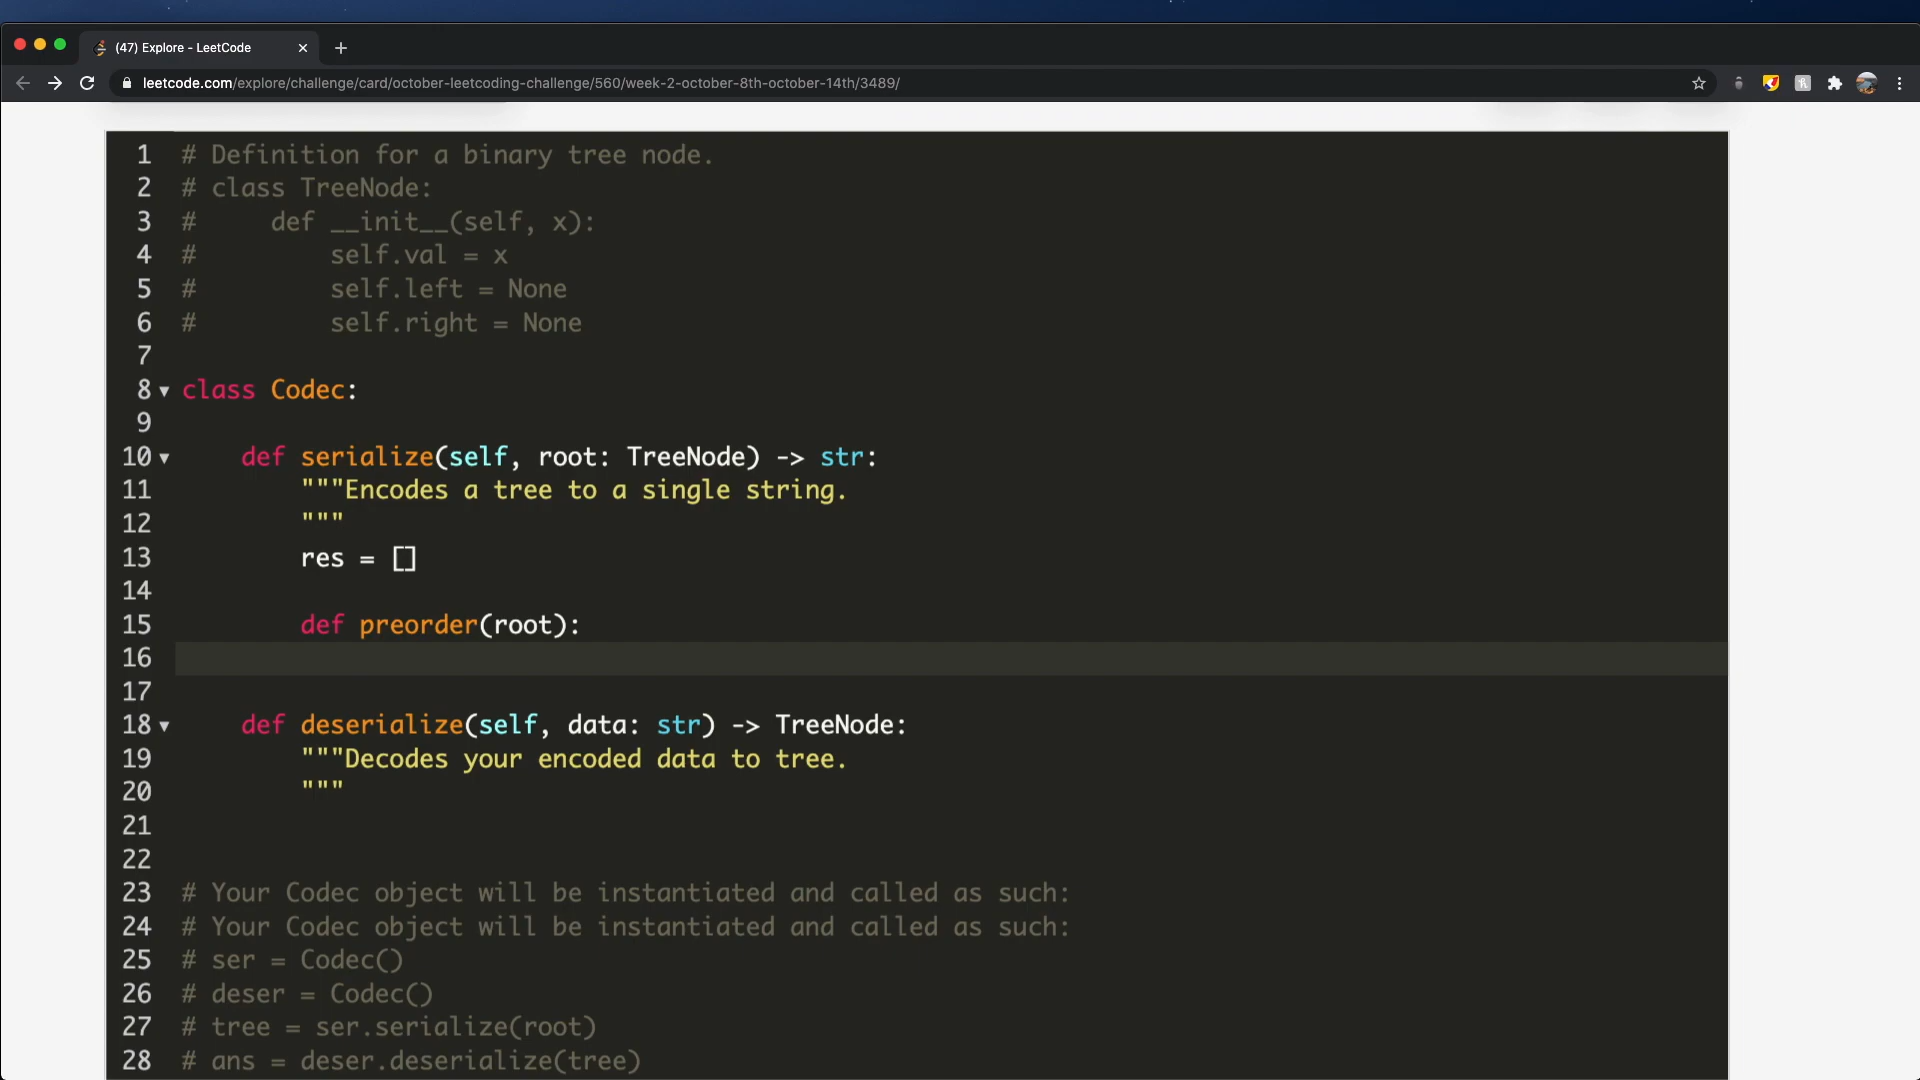 (47) Explore - LeetCode
leetcode.com/explore/challenge/card/october-leetcoding-challenge/560/week-2-october-8th-october-14th/3489/
1 # Definition for a binary tree node.
2 # class TreeNode:
3 #     def __init__(self, x):
4 #         self.val = x
5 #         self.left = None
6 #         self.right = None
7
8 class Codec:
9
10     def serialize(self, root: TreeNode) -> str:
11         """Encodes a tree to a single string.
12         """
13         res = []
14
15         def preorder(root):
16
17
18     def deserialize(self, data: str) -> TreeNode:
19         """Decodes your encoded data to tree.
20         """
21
22
23 # Your Codec object will be instantiated and called as such:
24 # Your Codec object will be instantiated and called as such:
25 # ser = Codec()
26 # deser = Codec()
27 # tree = ser.serialize(root)
28 # ans = deser.deserialize(tree)